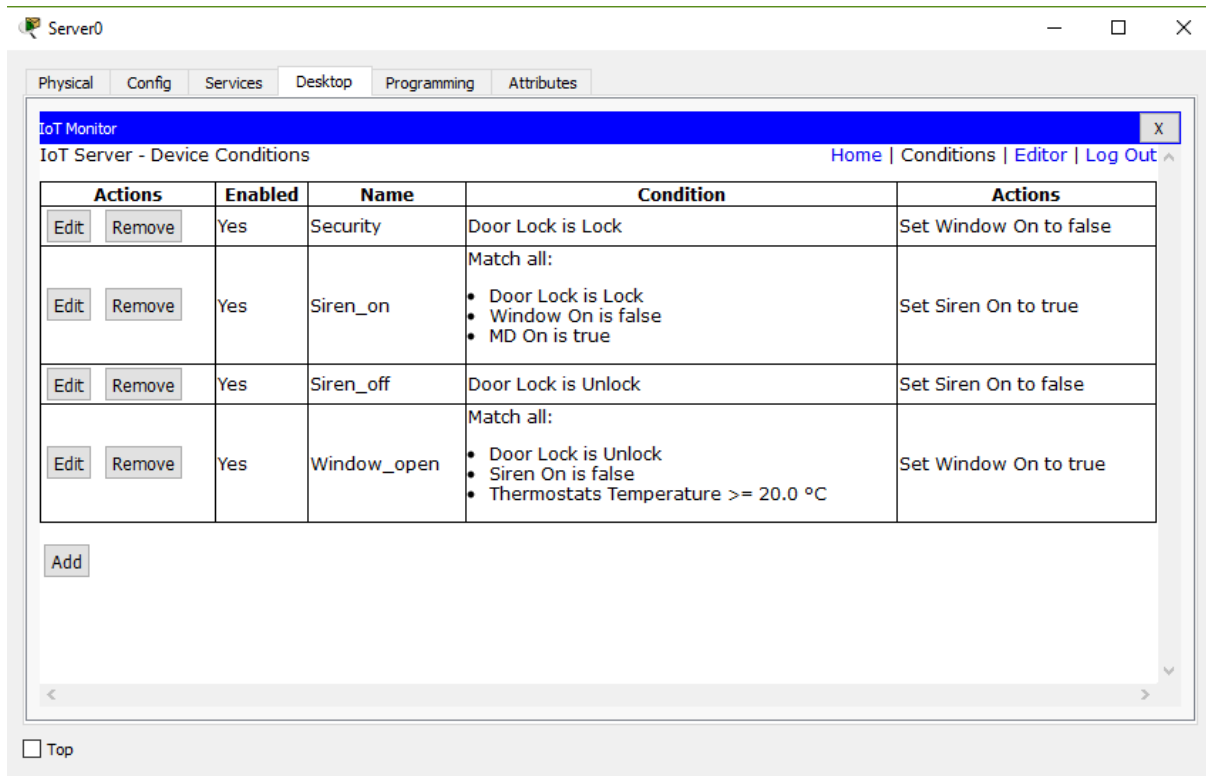 Server0
Physical Config Services Desktop Programming Attributes
IoT Monitor X
IoT Server - Device Conditions Home | Conditions | Editor | Log Out
Actions Enabled Name Condition Actions
Edit Remove Yes Security Door Lock is Lock Set Window On to false
Match all:
• Door Lock is Lock
Edit Remove Yes Siren_on • Window On is false Set Siren On to true
• MD On is true
Edit Remove Yes Siren_off Door Lock is Unlock Set Siren On to false
Match all:
• Door Lock is Unlock
Edit Remove Yes Window_open • Siren On is false Set Window On to true
• Thermostats Temperature >= 20.0 °C
Add
Top